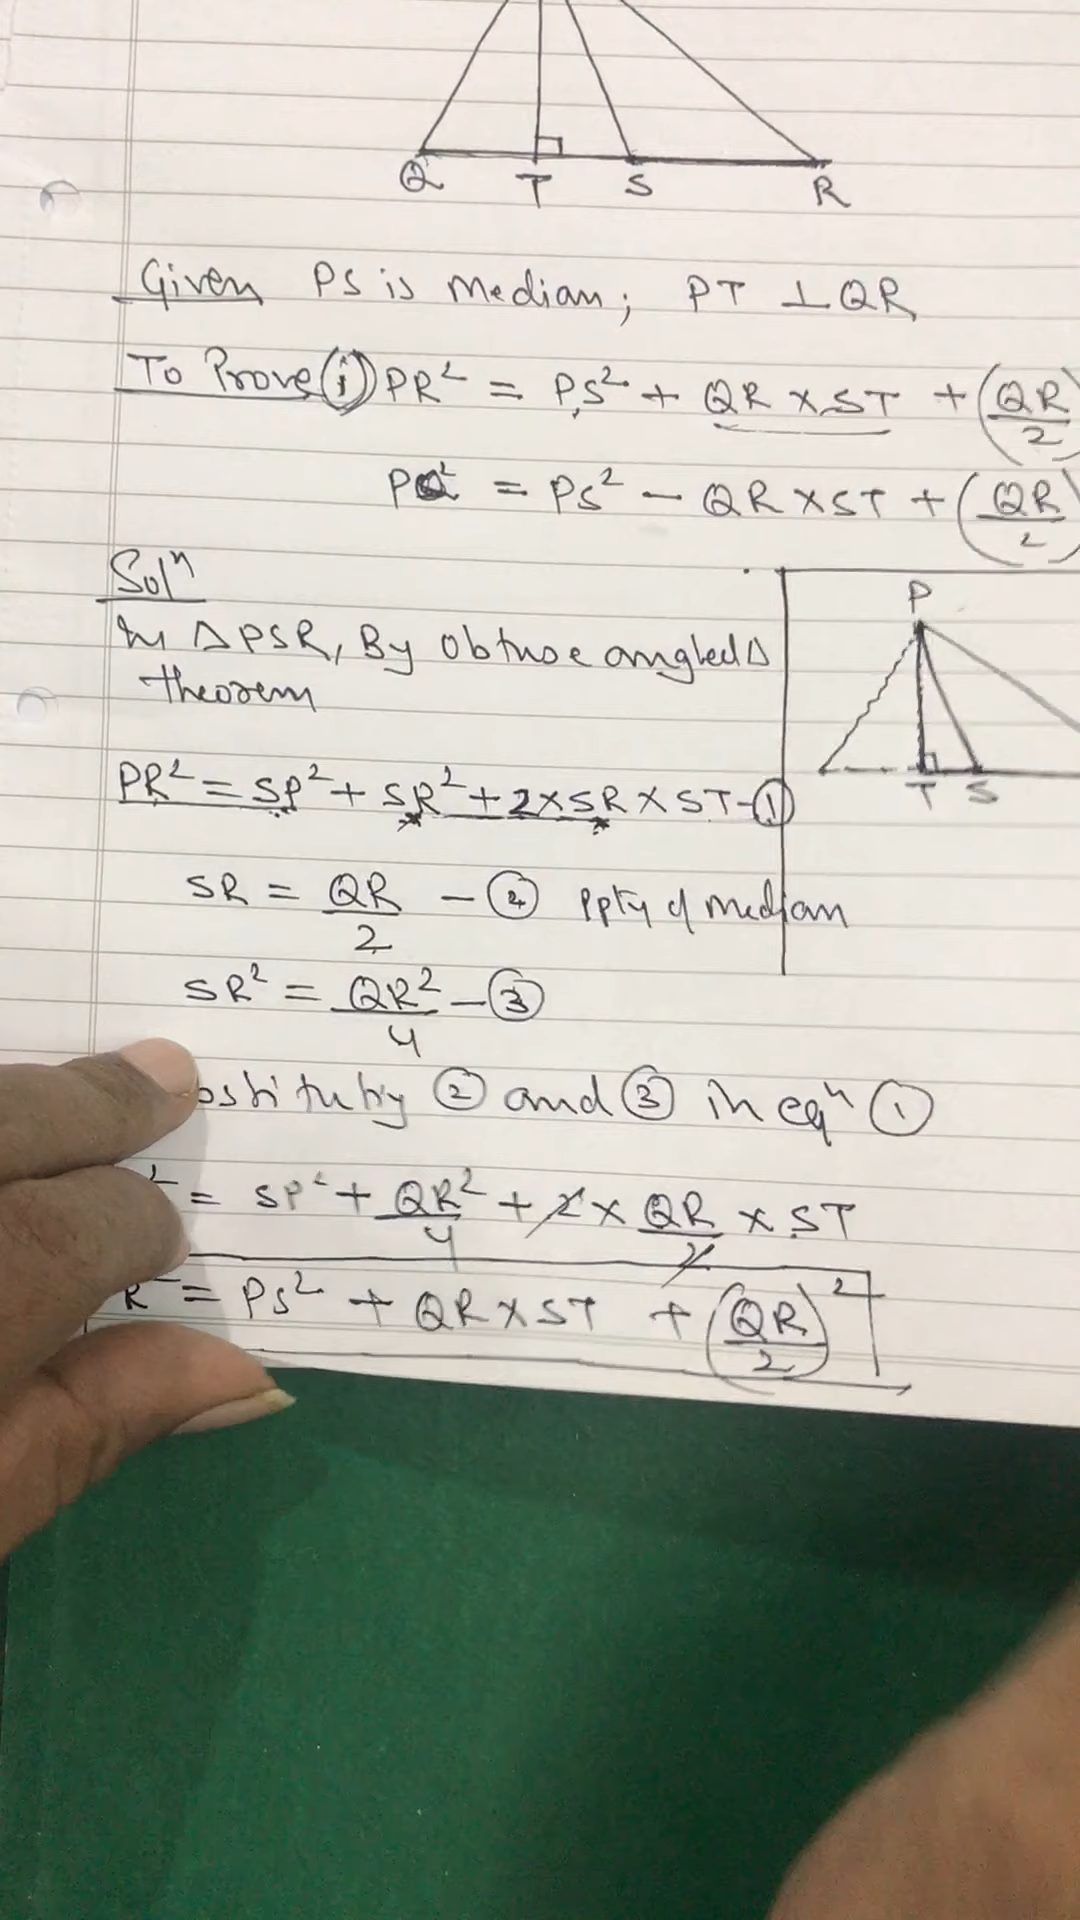 Q T S R
Given PS is median; PT ⊥ QR
To Prove (i) PR² = PS² + QR × ST + (QR/2)
PQ² = PS² − QR × ST + (QR/2)
Solⁿ
P
In △PSR, By obtuse angled △
theorem
T S
PR² = SP² + SR² + 2×SR×ST − ①
SR = QR/2 − ② ppty of median
SR² = QR²/4 − ③
② and ③ in eqⁿ ①
² = SP² + QR²/4 + 2 × QR/2 × ST
R² = PS² + QR × ST + (QR/2)²